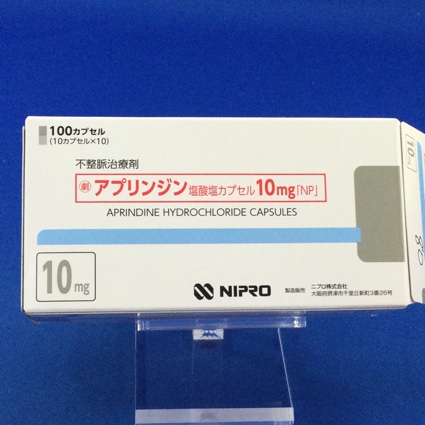 100カプセル
(10カプセル×10)
不整脈治療剤
劇 アプリンジン塩酸塩カプセル10mg「NP」
APRINDINE HYDROCHLORIDE CAPSULES
10mg
NIPRO
製造販売 ニプロ株式会社
大阪府摂津市千里丘新町3番26号
10